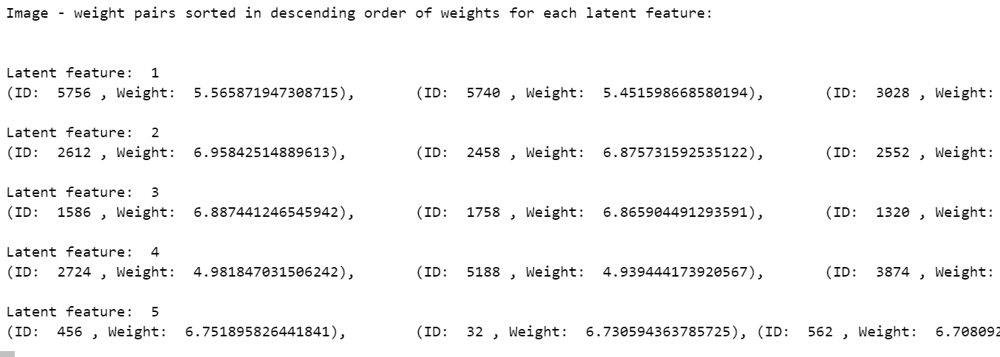 Image - weight pairs sorted in descending order of weights for each latent feature:
Latent feature:  1
(ID:  5756 , Weight:  5.565871947308715),	(ID:  5740 , Weight:  5.451598668580194),	(ID:  3028 , Weight:
Latent feature:  2
(ID:  2612 , Weight:  6.95842514889613),	(ID:  2458 , Weight:  6.875731592535122),	(ID:  2552 , Weight:
Latent feature:  3
(ID:  1586 , Weight:  6.887441246545942),	(ID:  1758 , Weight:  6.865904491293591),	(ID:  1320 , Weight:
Latent feature:  4
(ID:  2724 , Weight:  4.981847031506242),	(ID:  5188 , Weight:  4.939444173920567),	(ID:  3874 , Weight:
Latent feature:  5
(ID:  456 , Weight:  6.751895826441841),	(ID:  32 , Weight:  6.730594363785725),	(ID:  562 , Weight:  6.708092